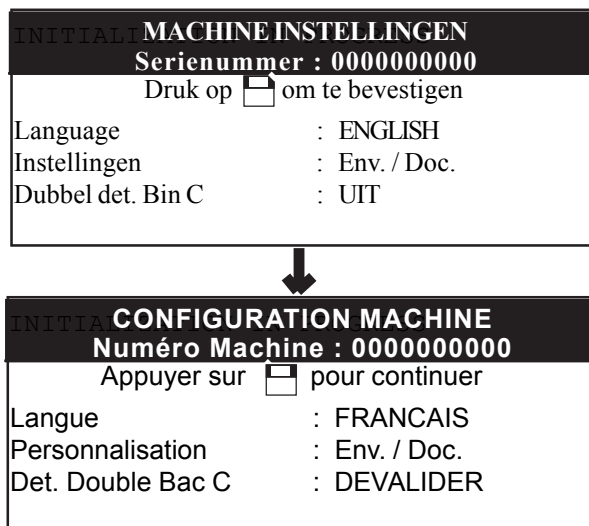 MACHINE INSTELLINGEN
Serienummer : 0000000000
Druk op om te bevestigen
Language : ENGLISH
Instellingen : Env. / Doc.
Dubbel det. Bin C : UIT
CONFIGURATION MACHINE
Numéro Machine : 0000000000
Appuyer sur pour continuer
Langue : FRANCAIS
Personnalisation : Env. / Doc.
Det. Double Bac C : DEVALIDER